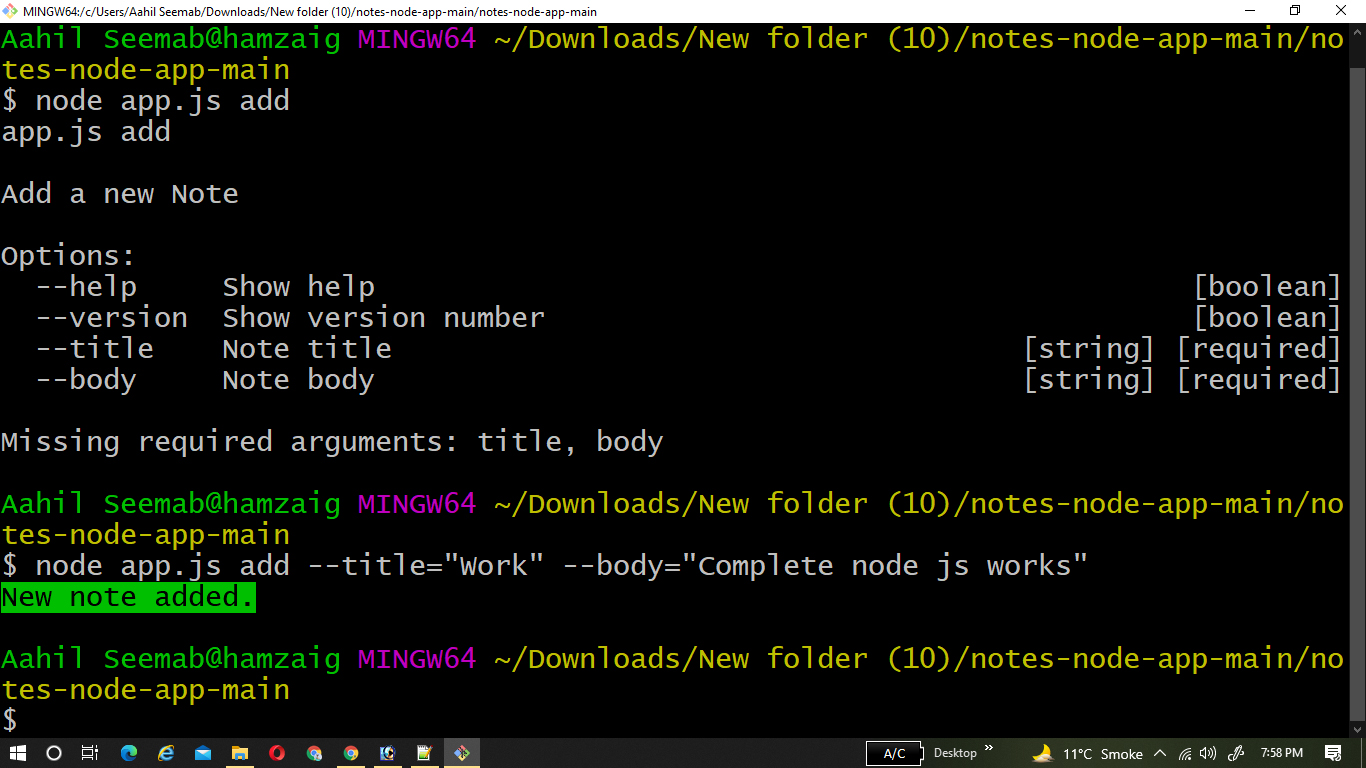 MINGW64:/c/Users/Aahil Seemab/Downloads/New folder (10)/notes-node-app-main/notes-node-app-main
Aahil Seemab@hamzaig MINGW64 ~/Downloads/New folder (10)/notes-node-app-main/no
tes-node-app-main
$ node app.js add
app.js add
Add a new Note
Options:
--help     Show help     [boolean]
--version  Show version number     [boolean]
--title    Note title     [string] [required]
--body     Note body     [string] [required]
Missing required arguments: title, body
Aahil Seemab@hamzaig MINGW64 ~/Downloads/New folder (10)/notes-node-app-main/no
tes-node-app-main
$ node app.js add --title="Work" --body="Complete node js works"
New note added.
Aahil Seemab@hamzaig MINGW64 ~/Downloads/New folder (10)/notes-node-app-main/no
tes-node-app-main
$
A/C Desktop » 11°C Smoke 7:58 PM